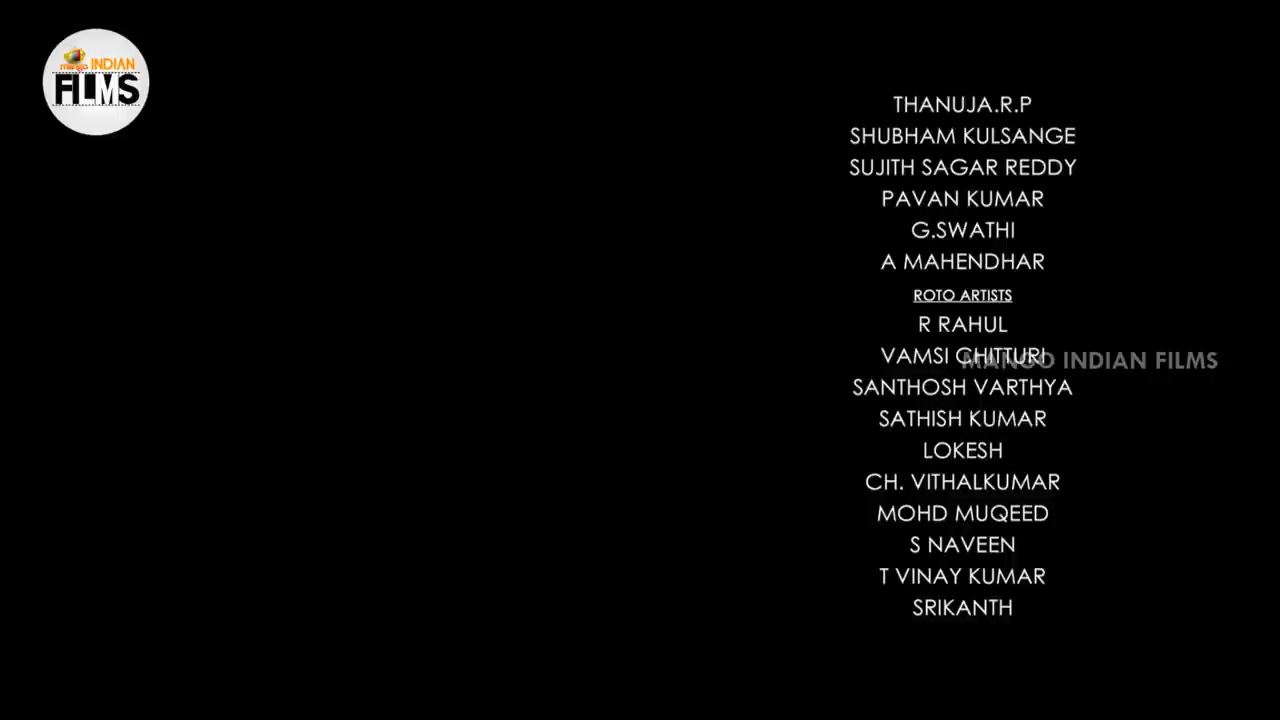 mango INDIAN
FILMS
THANUJA.R.P
SHUBHAM KULSANGE
SUJITH SAGAR REDDY
PAVAN KUMAR
G.SWATHI
A MAHENDHAR
ROTO ARTISTS
R RAHUL
VAMSI CHITTURI
MANGO INDIAN FILMS
SANTHOSH VARTHYA
SATHISH KUMAR
LOKESH
CH. VITHALKUMAR
MOHD MUQEED
S NAVEEN
T VINAY KUMAR
SRIKANTH